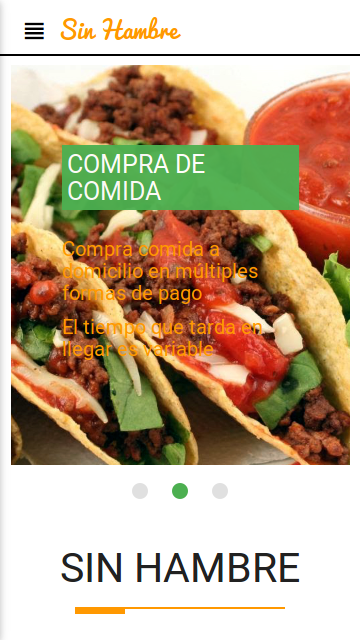 Sin Hambre
COMPRA DE
COMIDA
Compra comida a
domicilio en múltiples
formas de pago
El tiempo que tarda en
llegar es variable
SIN HAMBRE